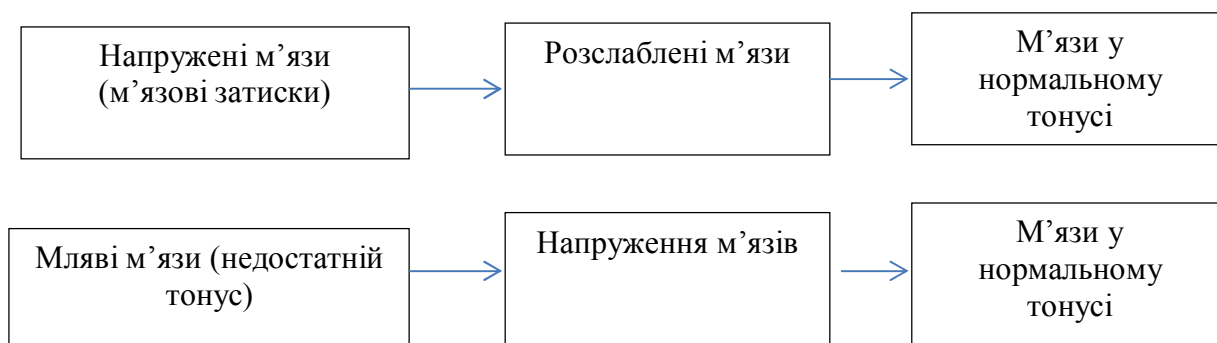 Напружені м’язи
(м’язові затиски)
Розслаблені м’язи
М’язи у
нормальному
тонусі
Мляві м’язи (недостатній
тонус)
Напруження м’язів
М’язи у
нормальному
тонусі